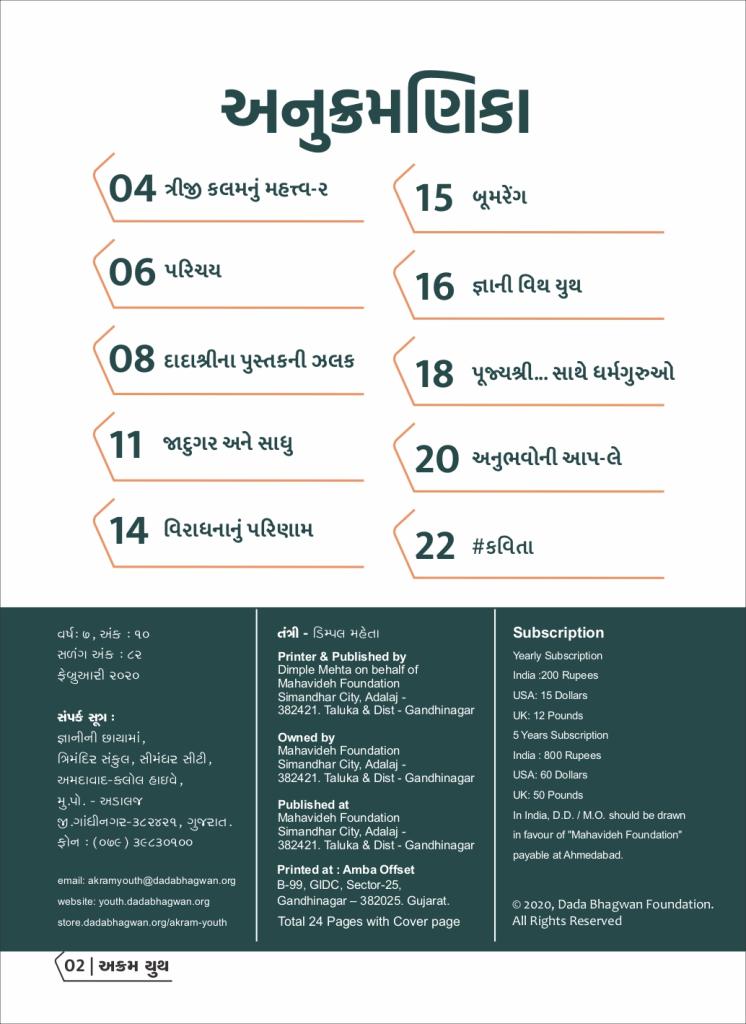 અનુક્રમણિકા
04 ત્રીજી કલમનું મહત્ત્વ-૨
06 પરિચય
08 દાદાશ્રીના પુસ્તકની ઝલક
11 જાદુગર અને સાધુ
14 વિરાધનાનું પરિણામ
15 બૂમરેંગ
16 જ્ઞાની વિથ યુથ
18 પૂજ્યશ્રી... સાથે ધર્મગુરુઓ
20 અનુભવોની આપ-લે
22 #કવિતા
વર્ષ: ૭, અંક : ૧૦
સળંગ અંક : ૮૨
ફેબ્રુઆરી ૨૦૨૦
સંપર્ક સૂત્ર :
જ્ઞાનીની છાયામાં,
ત્રિમંદિર સંકુલ, સીમંધર સીટી,
અમદાવાદ-કલોલ હાઇવે,
મુ.પો. - અડાલજ
જી.ગાંધીનગર-૩૮૨૪૨૧, ગુજરાત.
ફોન : (૦૭૯) ૩૯૮૩૦૧૦૦
email: akramyouth@dadabhagwan.org
website: youth.dadabhagwan.org
store.dadabhagwan.org/akram-youth
તંત્રી - ડિમ્પલ મહેતા
Printer & Published by
Dimple Mehta on behalf of
Mahavideh Foundation
Simandhar City, Adalaj -
382421. Taluka & Dist - Gandhinagar
Owned by
Mahavideh Foundation
Simandhar City, Adalaj -
382421. Taluka & Dist - Gandhinagar
Published at
Mahavideh Foundation
Simandhar City, Adalaj -
382421. Taluka & Dist - Gandhinagar
Printed at : Amba Offset
B-99, GIDC, Sector-25,
Gandhinagar – 382025. Gujarat.
Total 24 Pages with Cover page
Subscription
Yearly Subscription
India :200 Rupees
USA: 15 Dollars
UK: 12 Pounds
5 Years Subscription
India : 800 Rupees
USA: 60 Dollars
UK: 50 Pounds
In India, D.D. / M.O. should be drawn
in favour of "Mahavideh Foundation"
payable at Ahmedabad.
© 2020, Dada Bhagwan Foundation.
All Rights Reserved
02 | અક્રમ યુથ